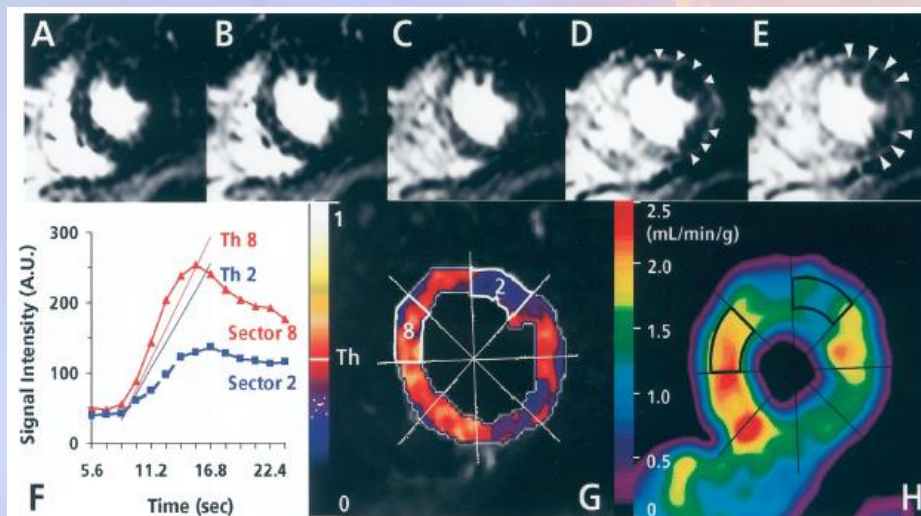 A
B
C
D
E
300
200
100
0
Signal Intensity (A.U.)
Th 8
Th 2
Sector 8
Sector 2
5.6 11.2 16.8 22.4
Time (sec)
F
1
Th
0
2
8
G
2.5
(mL/min/g)
2.0
1.5
1.0
0.5
0
H